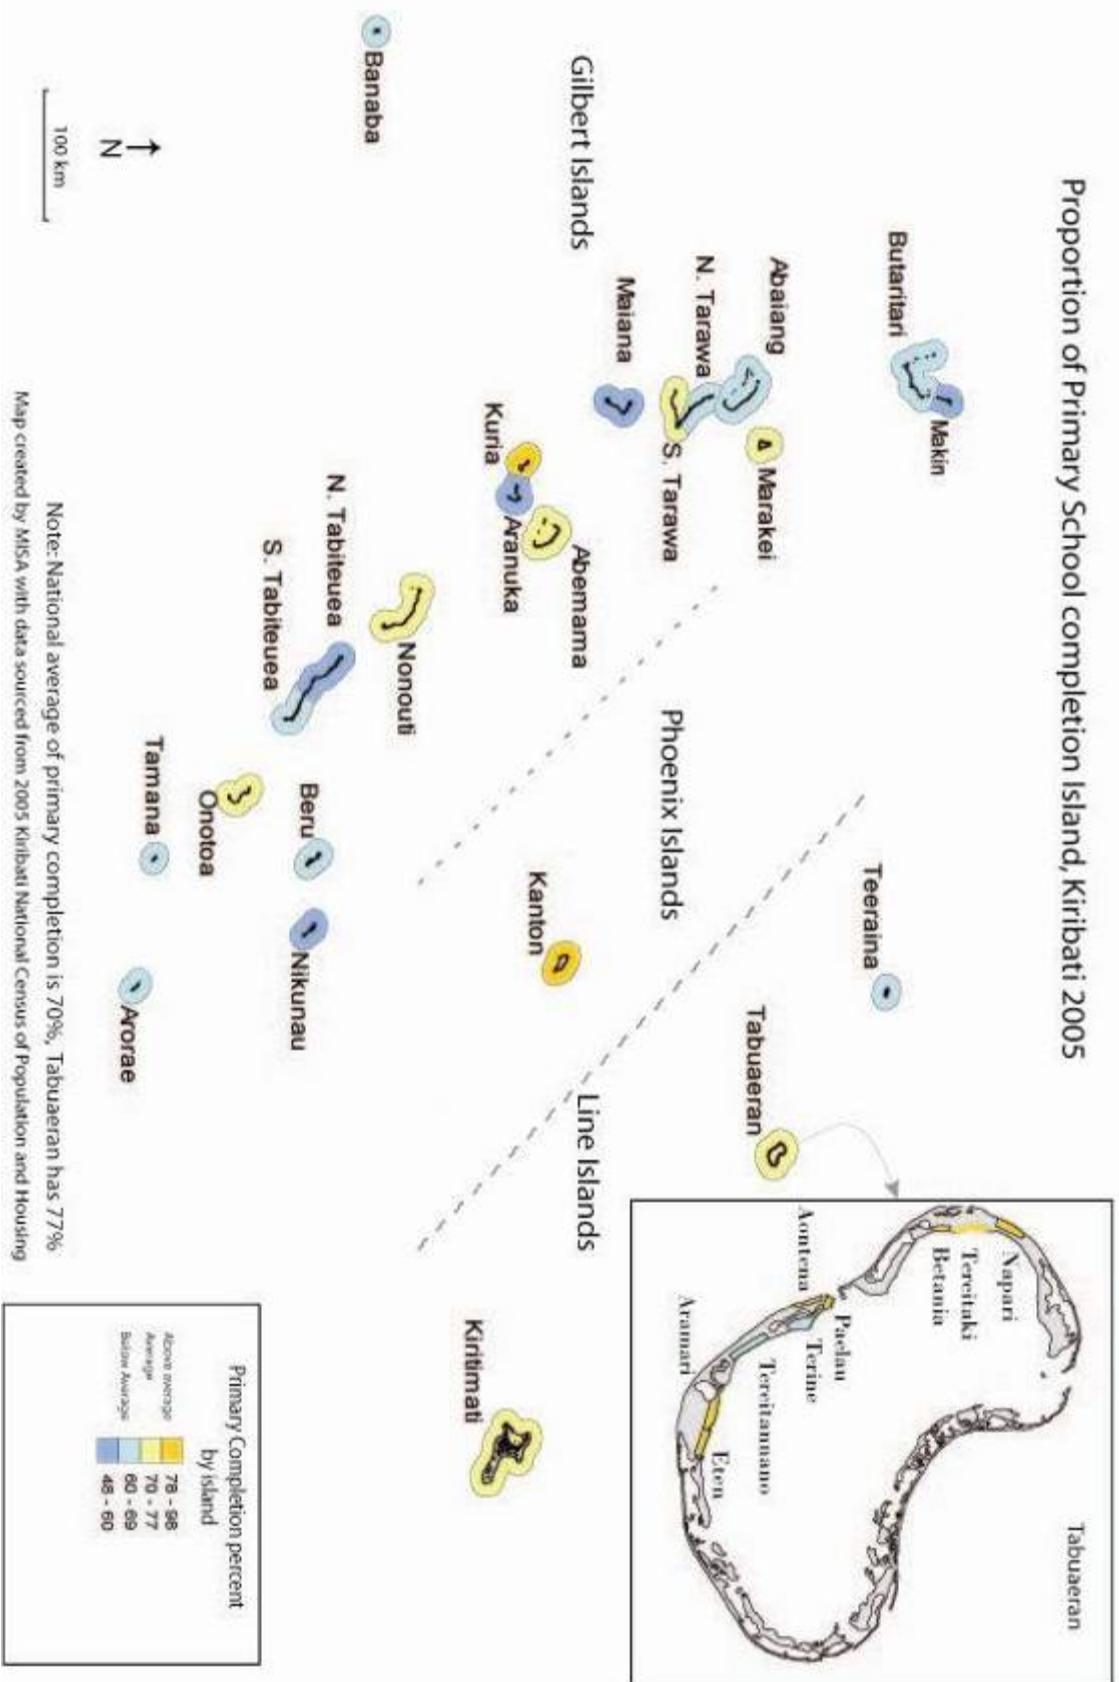 Proportion of Primary School completion Island, Kiribati 2005
Butaritari
Makin
Abaiang
Marakei
N. Tarawa
S. Tarawa
Maiana
Gilbert Islands
Kuria
Aranuka
Abemama
Banaba
Nonouti
N. Tabiteuea
S. Tabiteuea
Beru
Nikunau
Onotoa
Tamana
Arorae
Phoenix Islands
Kanton
Line Islands
Teeraina
Tabuaeran
Kiritimati
Tabuaeran
Napari
Tereitaki
Betania
Aontena
Paelau
Terine
Tereitannano
Aramari
Eten
N
100 km
Primary Completion percent
by island
Above average 78 - 98
Average 70 - 77
60 - 69
Below Average 48 - 60
Note: National average of primary completion is 70%, Tabuaeran has 77%
Map created by MISA with data sourced from 2005 Kiribati National Census of Population and Housing